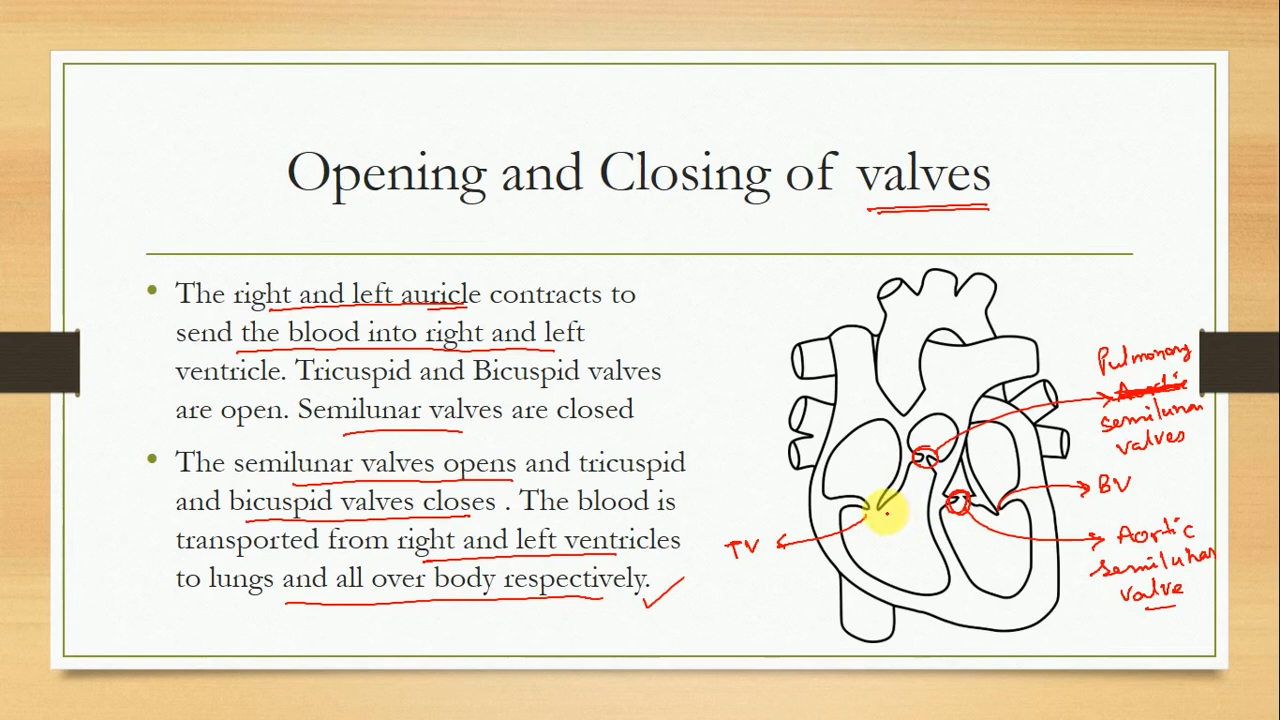 Opening and Closing of valves
• The right and left auricle contracts to
send the blood into right and left
ventricle. Tricuspid and Bicuspid valves
are open. Semilunar valves are closed
• The semilunar valves opens and tricuspid
and bicuspid valves closes . The blood is
transported from right and left ventricles
to lungs and all over body respectively.
Pulmonary
Aortic
semilunar
valves
BV
TV
Aortic
semilunar
valve